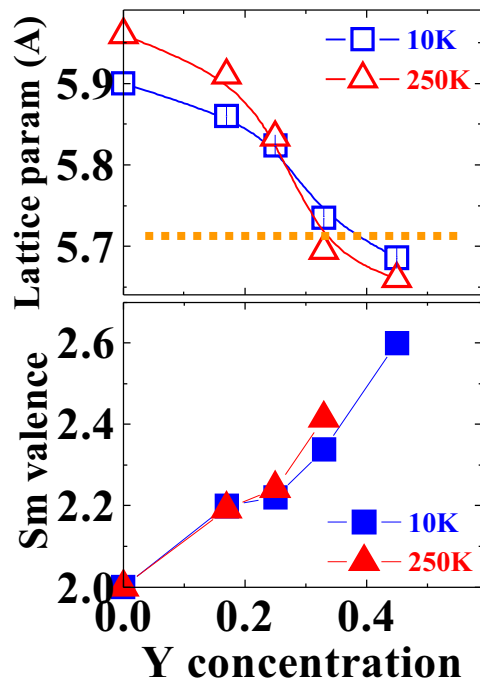 Lattice param (A)
5.9
5.8
5.7
10K
250K
Sm valence
2.6
2.4
2.2
2.0
10K
250K
0.0 0.2 0.4
Y concentration